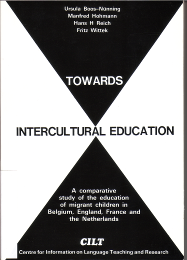 Ursula Boos-Nünning
Manfred Hohmann
Hans H Reich
Fritz Wittek
TOWARDS
INTERCULTURAL EDUCATION
A comparative
study of the education
of migrant children in
Belgium, England, France and
the Netherlands
CILT
Centre for Information on Language Teaching and Research